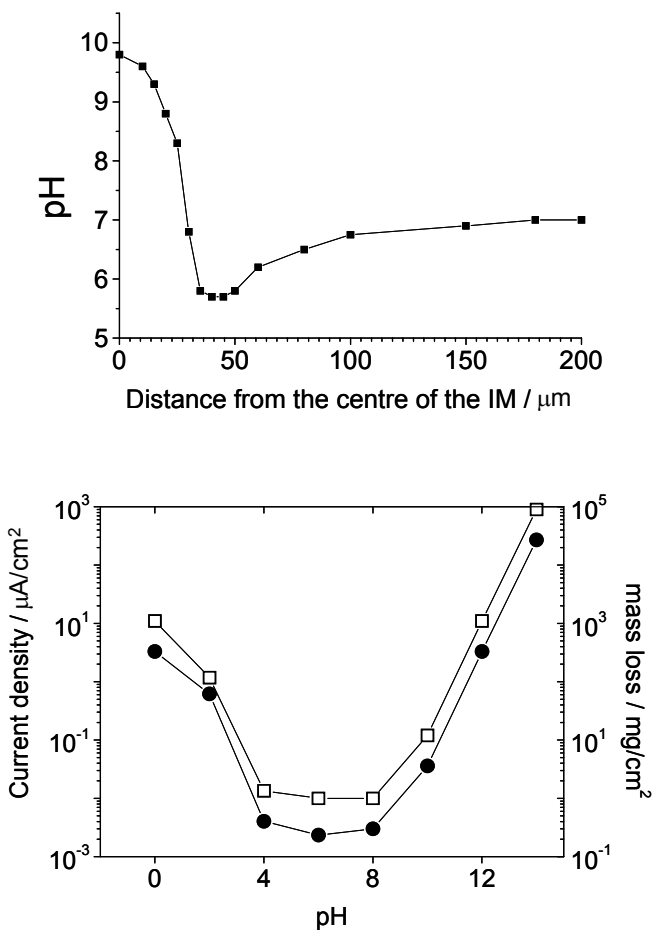 10
9
8
7
6
5
pH
0 50 100 150 200
Distance from the centre of the IM / μm
10³ 10⁵
10¹ 10³
10⁻¹ 10¹
10⁻³ 10⁻¹
Current density / μA/cm²
mass loss / mg/cm²
0 4 8 12
pH